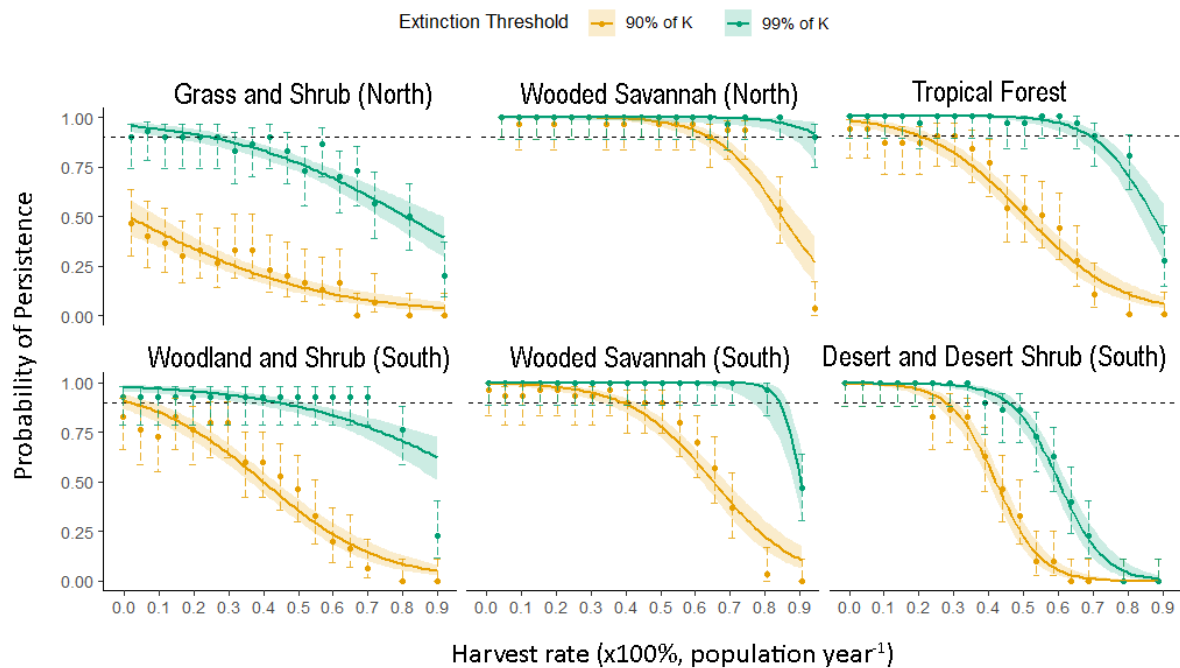 Extinction Threshold 90% of K 99% of K
Grass and Shrub (North) Wooded Savannah (North) Tropical Forest
1.00
0.75
0.50
0.25
0.00
Probability of Persistence
Woodland and Shrub (South) Wooded Savannah (South) Desert and Desert Shrub (South)
1.00
0.75
0.50
0.25
0.00
0.0 0.1 0.2 0.3 0.4 0.5 0.6 0.7 0.8 0.9 0.0 0.1 0.2 0.3 0.4 0.5 0.6 0.7 0.8 0.9 0.0 0.1 0.2 0.3 0.4 0.5 0.6 0.7 0.8 0.9
Harvest rate (x100%, population year⁻¹)